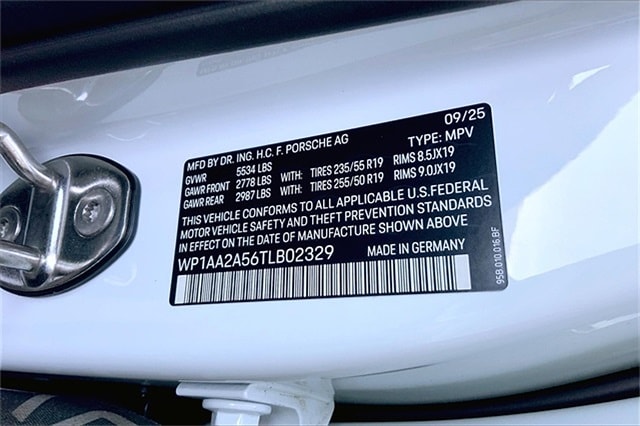 09/25
MFD BY DR. ING. H.C. F. PORSCHE AG TYPE: MPV
GVWR 5534 LBS
GAWR FRONT 2778 LBS WITH: TIRES 235/55 R19 RIMS 8.5JX19
GAWR REAR 2987 LBS WITH: TIRES 255/50 R19 RIMS 9.0JX19
THIS VEHICLE CONFORMS TO ALL APPLICABLE U.S.FEDERAL
MOTOR VEHICLE SAFETY AND THEFT PREVENTION STANDARDS
IN EFFECT ON THE DATE OF MANUFACTURE SHOWN ABOVE
WP1AA2A56TLB02329 MADE IN GERMANY
95B.010.016.BF